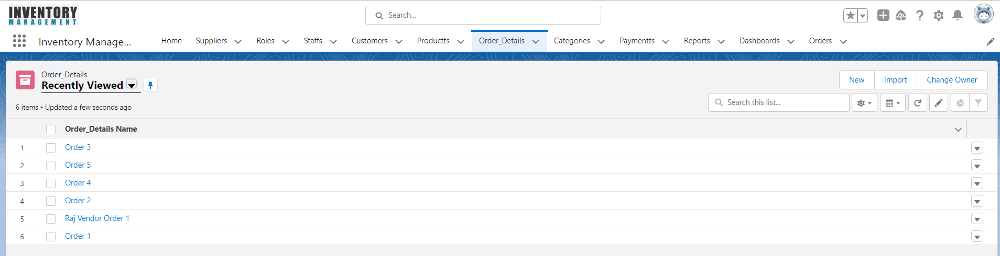 INVENTORY
MANAGEMENT
Search...
Inventory Manage...
Home Suppliers Roles Staffs Customers Productts Order_Details Categories Paymentts Reports Dashboards Orders
Order_Details
Recently Viewed
New Import Change Owner
6 items • Updated a few seconds ago
Search this list...
Order_Details Name
1 Order 3
2 Order 5
3 Order 4
4 Order 2
5 Raj Vendor Order 1
6 Order 1